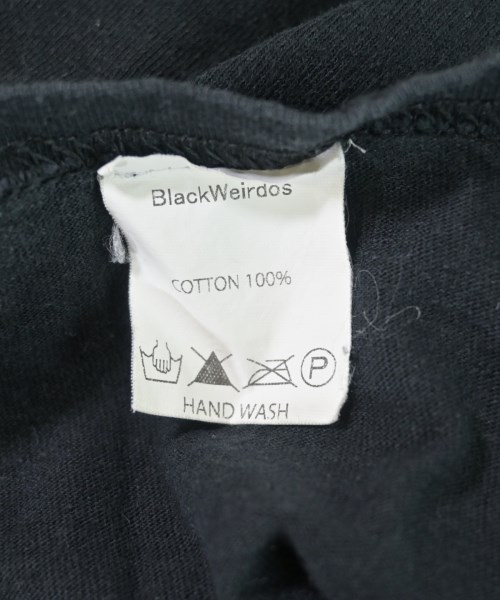 BlackWeirdos
COTTON 100%
P
HAND WASH